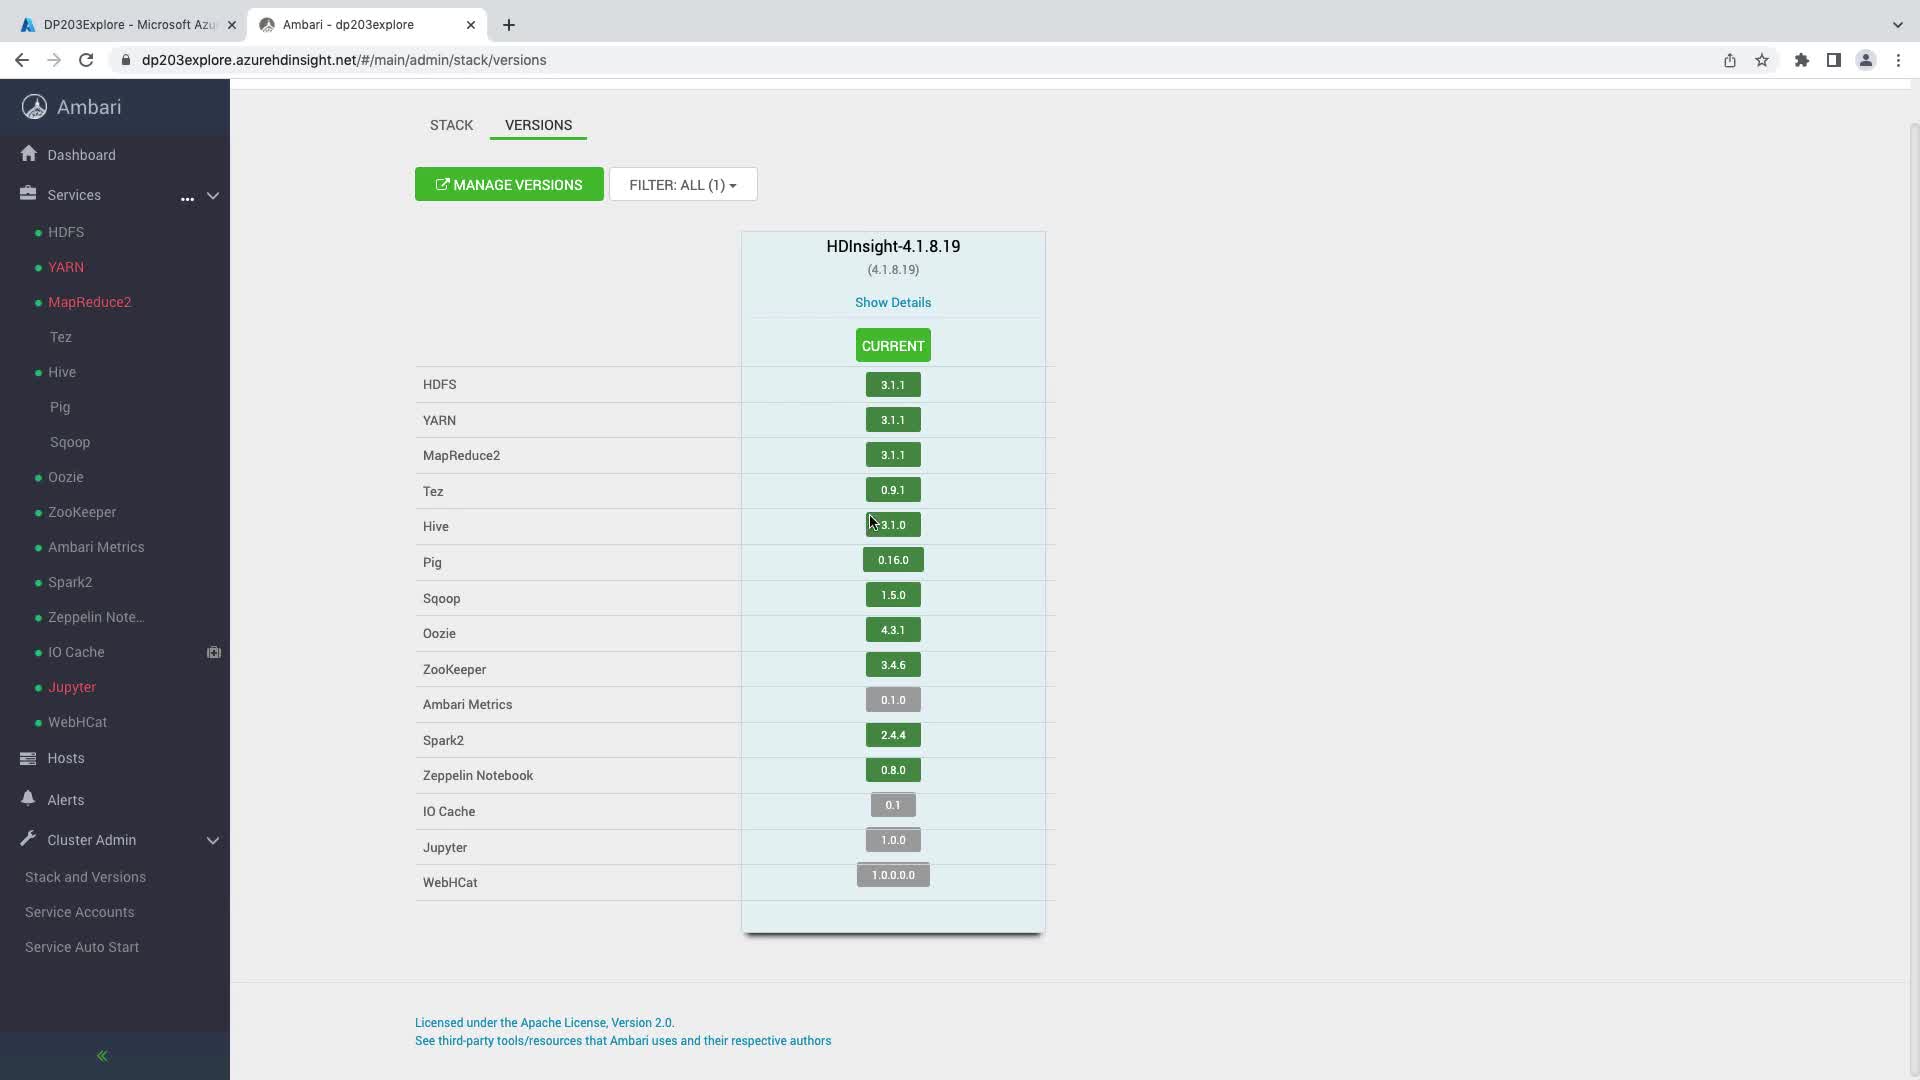 DP203Explore - Microsoft Azu
Ambari - dp203explore
dp203explore.azurehdinsight.net/#/main/admin/stack/versions
Ambari
Dashboard
Services ...
HDFS
YARN
MapReduce2
Tez
Hive
Pig
Sqoop
Oozie
ZooKeeper
Ambari Metrics
Spark2
Zeppelin Note...
IO Cache
Jupyter
WebHCat
Hosts
Alerts
Cluster Admin
Stack and Versions
Service Accounts
Service Auto Start
STACK VERSIONS
MANAGE VERSIONS FILTER: ALL (1)
HDInsight-4.1.8.19
(4.1.8.19)
Show Details
CURRENT
HDFS 3.1.1
YARN 3.1.1
MapReduce2 3.1.1
Tez 0.9.1
Hive 3.1.0
Pig 0.16.0
Sqoop 1.5.0
Oozie 4.3.1
ZooKeeper 3.4.6
Ambari Metrics 0.1.0
Spark2 2.4.4
Zeppelin Notebook 0.8.0
IO Cache 0.1
Jupyter 1.0.0
WebHCat 1.0.0.0.0
Licensed under the Apache License, Version 2.0.
See third-party tools/resources that Ambari uses and their respective authors